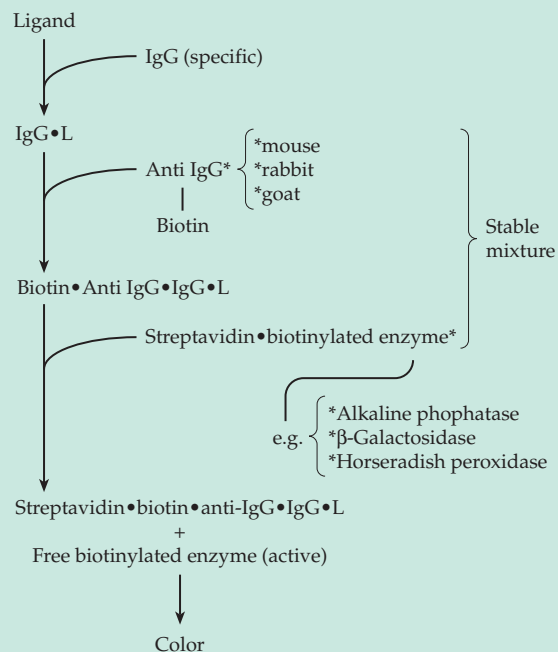 Ligand
IgG (specific)
IgG•L
Anti IgG*
*mouse
*rabbit
*goat
Biotin
Stable
mixture
Biotin•Anti IgG•IgG•L
Streptavidin•biotinylated enzyme*
e.g.
*Alkaline phophatase
*β-Galactosidase
*Horseradish peroxidase
Streptavidin•biotin•anti-IgG•IgG•L
+
Free biotinylated enzyme (active)
Color